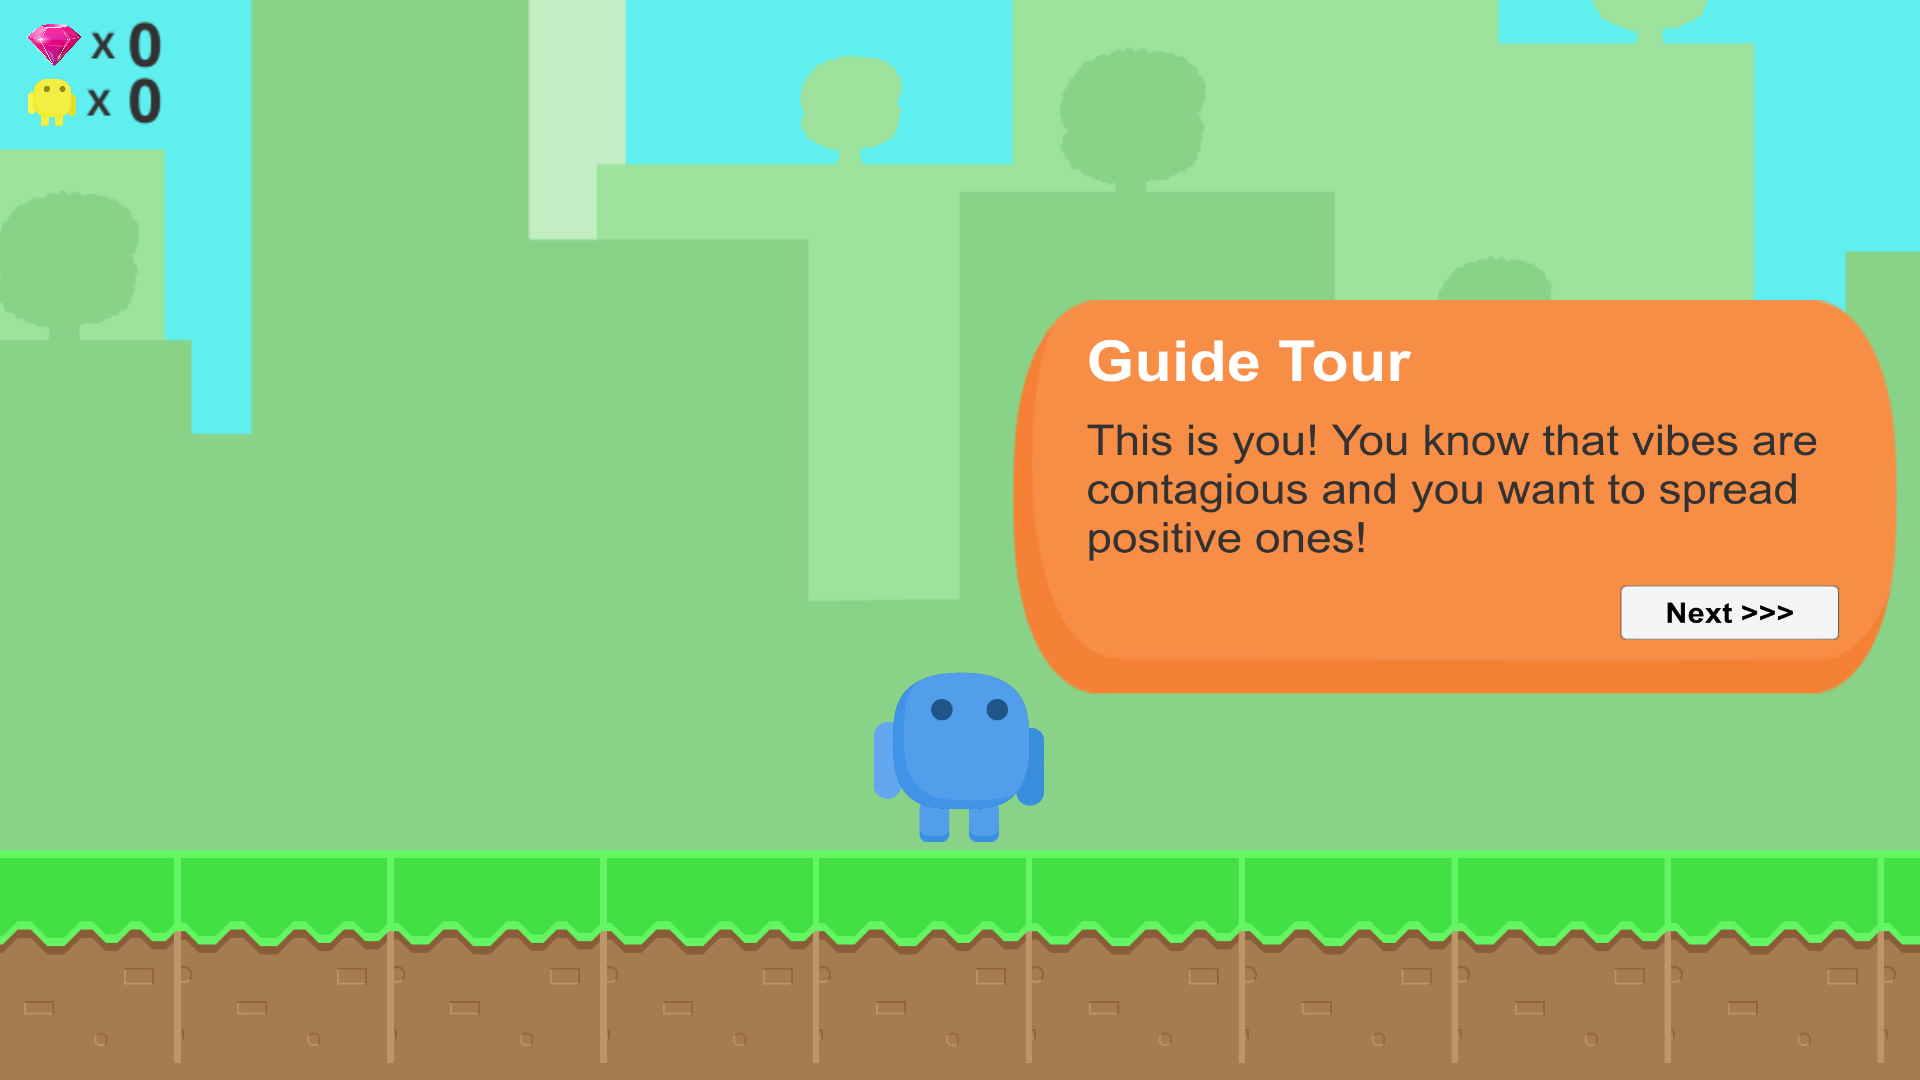 x 0
x 0
Guide Tour
This is you! You know that vibes are
contagious and you want to spread
positive ones!
Next >>>